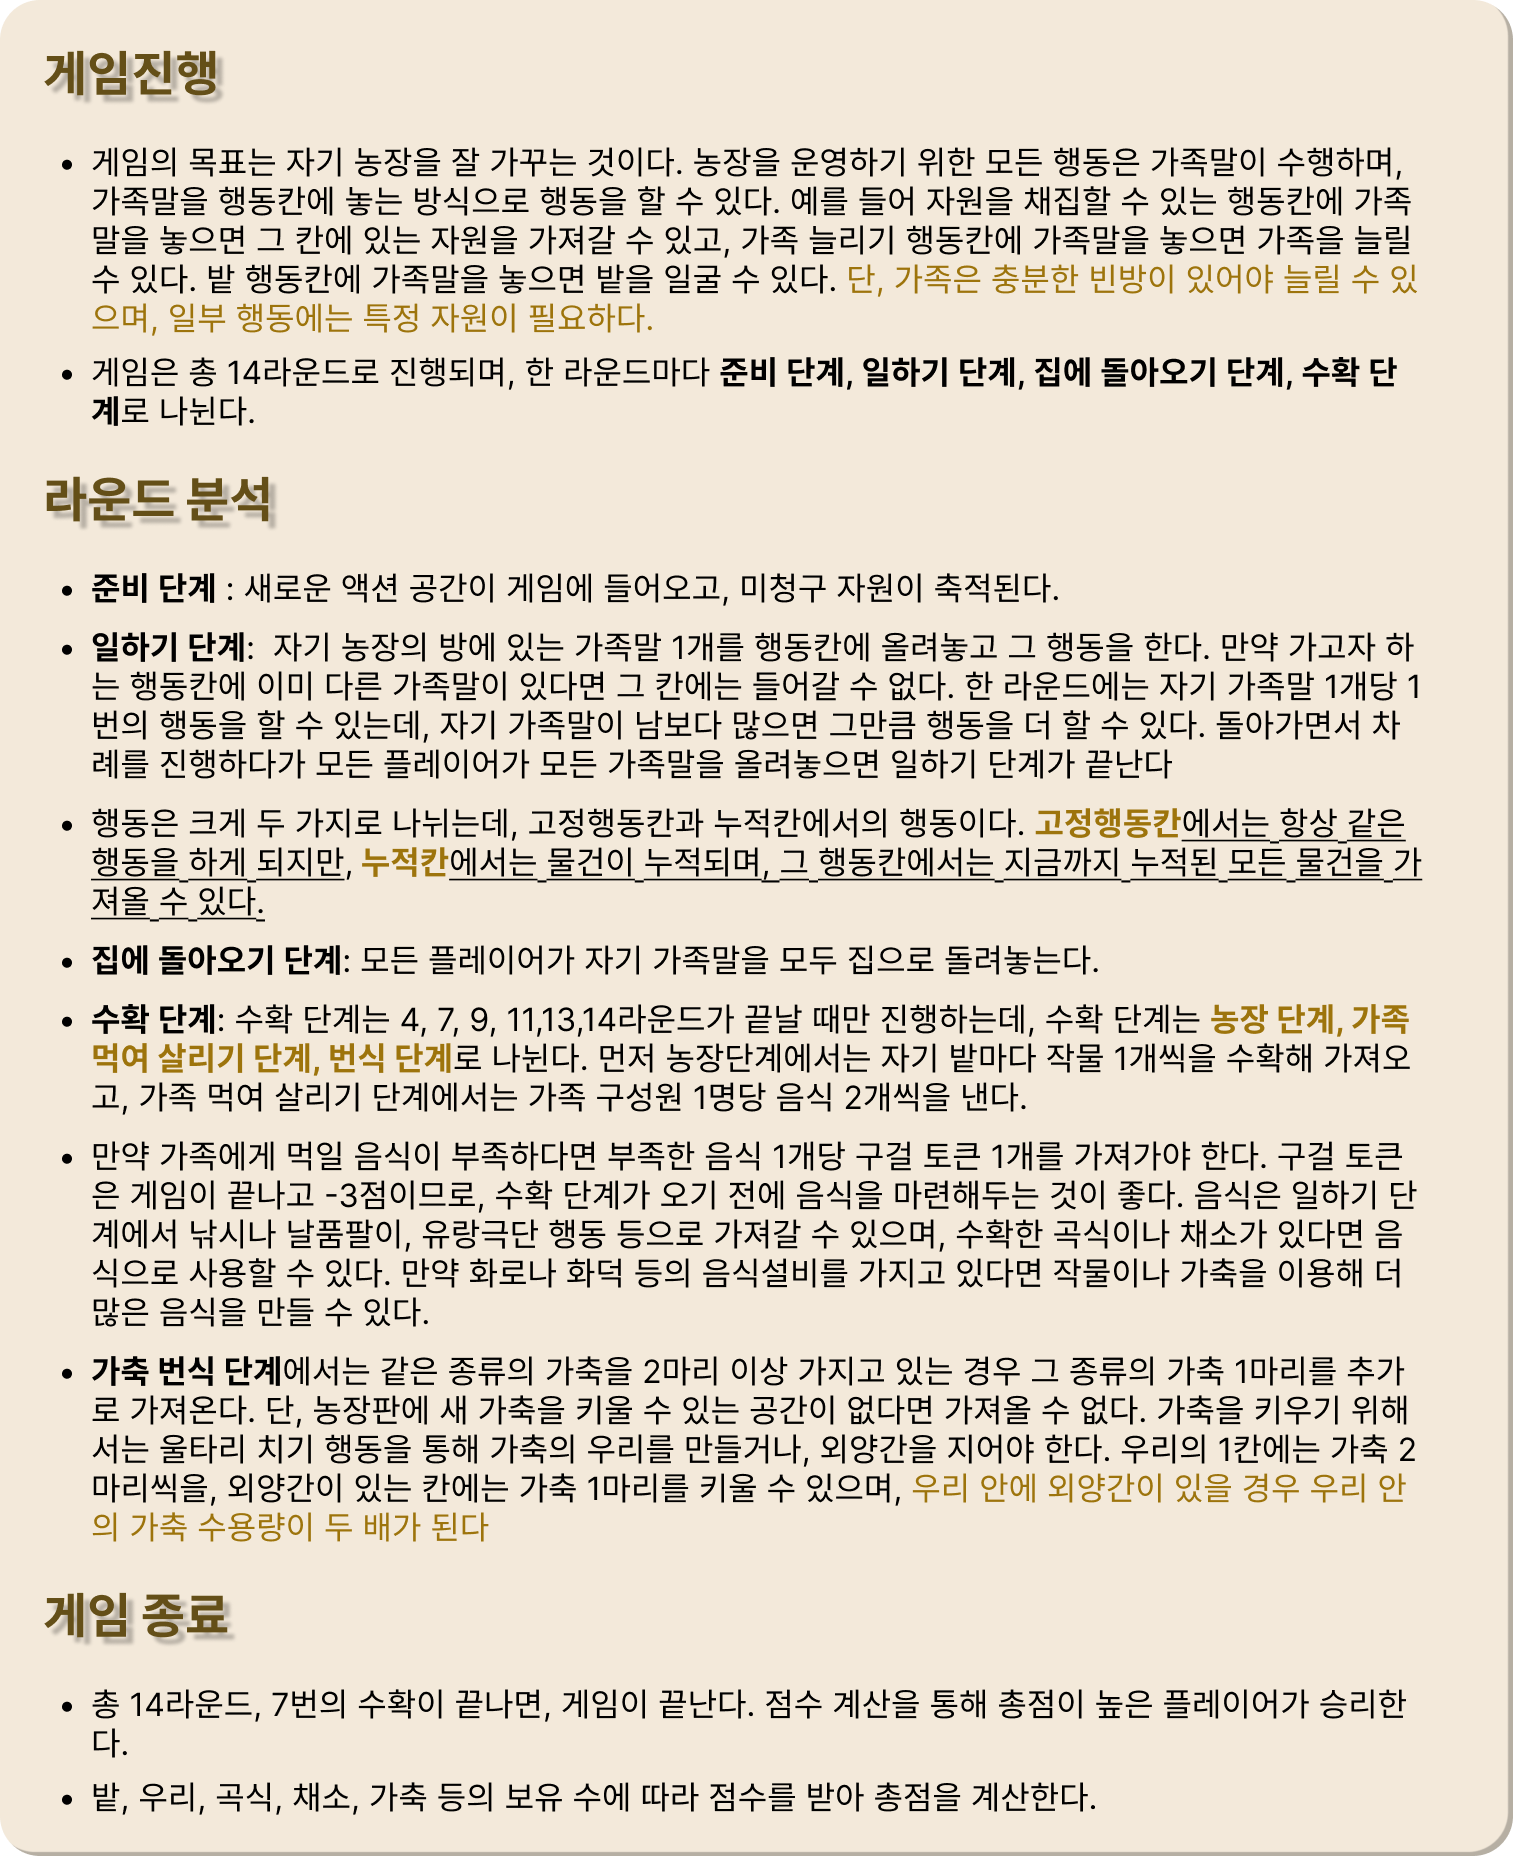 게임진행
• 게임의 목표는 자기 농장을 잘 가꾸는 것이다. 농장을 운영하기 위한 모든 행동은 가족말이 수행하며,
가족말을 행동칸에 놓는 방식으로 행동을 할 수 있다. 예를 들어 자원을 채집할 수 있는 행동칸에 가족
말을 놓으면 그 칸에 있는 자원을 가져갈 수 있고, 가족 늘리기 행동칸에 가족말을 놓으면 가족을 늘릴
수 있다. 밭 행동칸에 가족말을 놓으면 밭을 일굴 수 있다. 단, 가족은 충분한 빈방이 있어야 늘릴 수 있
으며, 일부 행동에는 특정 자원이 필요하다.
• 게임은 총 14라운드로 진행되며, 한 라운드마다 준비 단계, 일하기 단계, 집에 돌아오기 단계, 수확 단
계로 나뉜다.
라운드 분석
• 준비 단계 : 새로운 액션 공간이 게임에 들어오고, 미청구 자원이 축적된다.
• 일하기 단계:  자기 농장의 방에 있는 가족말 1개를 행동칸에 올려놓고 그 행동을 한다. 만약 가고자 하
는 행동칸에 이미 다른 가족말이 있다면 그 칸에는 들어갈 수 없다. 한 라운드에는 자기 가족말 1개당 1
번의 행동을 할 수 있는데, 자기 가족말이 남보다 많으면 그만큼 행동을 더 할 수 있다. 돌아가면서 차
례를 진행하다가 모든 플레이어가 모든 가족말을 올려놓으면 일하기 단계가 끝난다
• 행동은 크게 두 가지로 나뉘는데, 고정행동칸과 누적칸에서의 행동이다. 고정행동칸에서는 항상 같은
행동을 하게 되지만, 누적칸에서는 물건이 누적되며, 그 행동칸에서는 지금까지 누적된 모든 물건을 가
져올 수 있다.
• 집에 돌아오기 단계: 모든 플레이어가 자기 가족말을 모두 집으로 돌려놓는다.
• 수확 단계: 수확 단계는 4, 7, 9, 11,13,14라운드가 끝날 때만 진행하는데, 수확 단계는 농장 단계, 가족
먹여 살리기 단계, 번식 단계로 나뉜다. 먼저 농장단계에서는 자기 밭마다 작물 1개씩을 수확해 가져오
고, 가족 먹여 살리기 단계에서는 가족 구성원 1명당 음식 2개씩을 낸다.
• 만약 가족에게 먹일 음식이 부족하다면 부족한 음식 1개당 구걸 토큰 1개를 가져가야 한다. 구걸 토큰
은 게임이 끝나고 -3점이므로, 수확 단계가 오기 전에 음식을 마련해두는 것이 좋다. 음식은 일하기 단
계에서 낚시나 날품팔이, 유랑극단 행동 등으로 가져갈 수 있으며, 수확한 곡식이나 채소가 있다면 음
식으로 사용할 수 있다. 만약 화로나 화덕 등의 음식설비를 가지고 있다면 작물이나 가축을 이용해 더
많은 음식을 만들 수 있다.
• 가축 번식 단계에서는 같은 종류의 가축을 2마리 이상 가지고 있는 경우 그 종류의 가축 1마리를 추가
로 가져온다. 단, 농장판에 새 가축을 키울 수 있는 공간이 없다면 가져올 수 없다. 가축을 키우기 위해
서는 울타리 치기 행동을 통해 가축의 우리를 만들거나, 외양간을 지어야 한다. 우리의 1칸에는 가축 2
마리씩을, 외양간이 있는 칸에는 가축 1마리를 키울 수 있으며, 우리 안에 외양간이 있을 경우 우리 안
의 가축 수용량이 두 배가 된다
게임 종료
• 총 14라운드, 7번의 수확이 끝나면, 게임이 끝난다. 점수 계산을 통해 총점이 높은 플레이어가 승리한
다.
• 밭, 우리, 곡식, 채소, 가축 등의 보유 수에 따라 점수를 받아 총점을 계산한다.